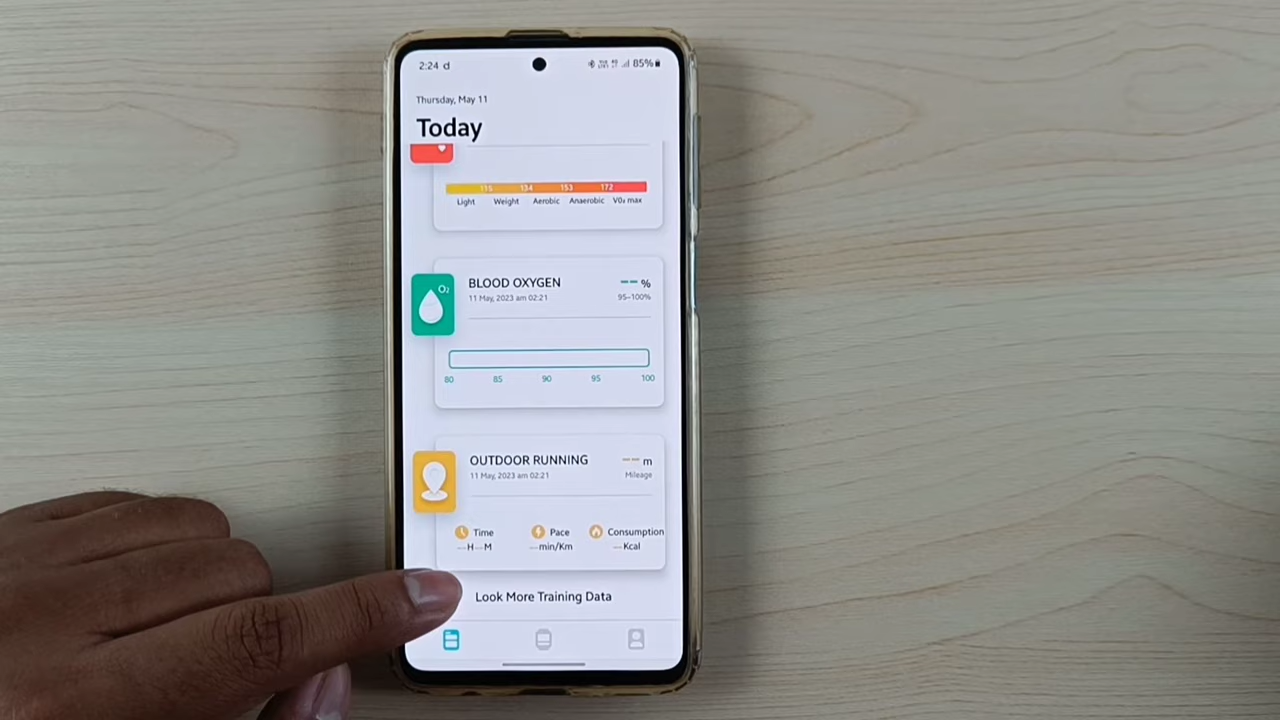 2:24 d 85%
Thursday, May 11
Today
115 134 153 172
Light Weight Aerobic Anaerobic VO₂ max
O₂
BLOOD OXYGEN -- %
11 May, 2023 am 02:21 95-100%
80 85 90 95 100
OUTDOOR RUNNING -- m
11 May, 2023 am 02:21 Mileage
Time Pace Consumption
--H--M --min/Km --Kcal
Look More Training Data